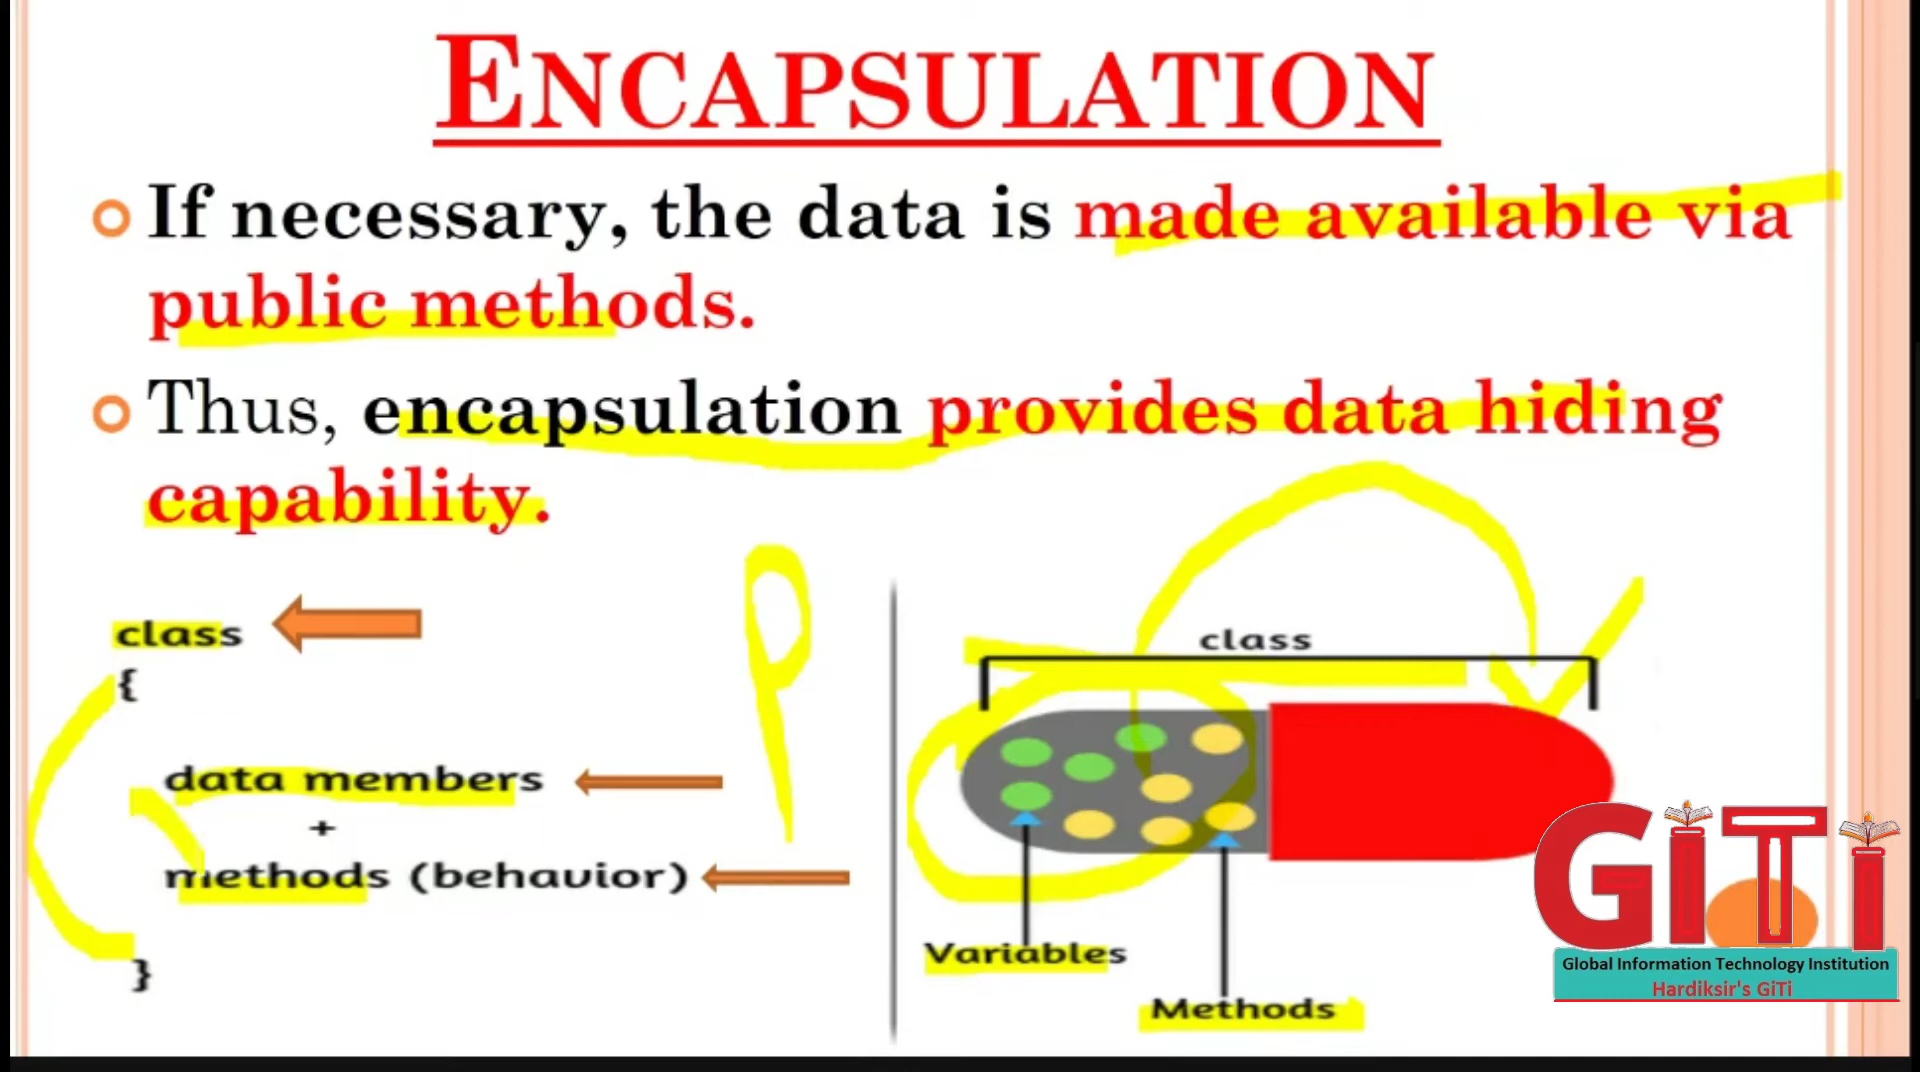 ENCAPSULATION
If necessary, the data is made available via
public methods.
Thus, encapsulation provides data hiding
capability.
class
{
data members
+
methods (behavior)
}
P
class
Variables
Methods
GiTi
Global Information Technology Institution
Hardiksir's GiTi